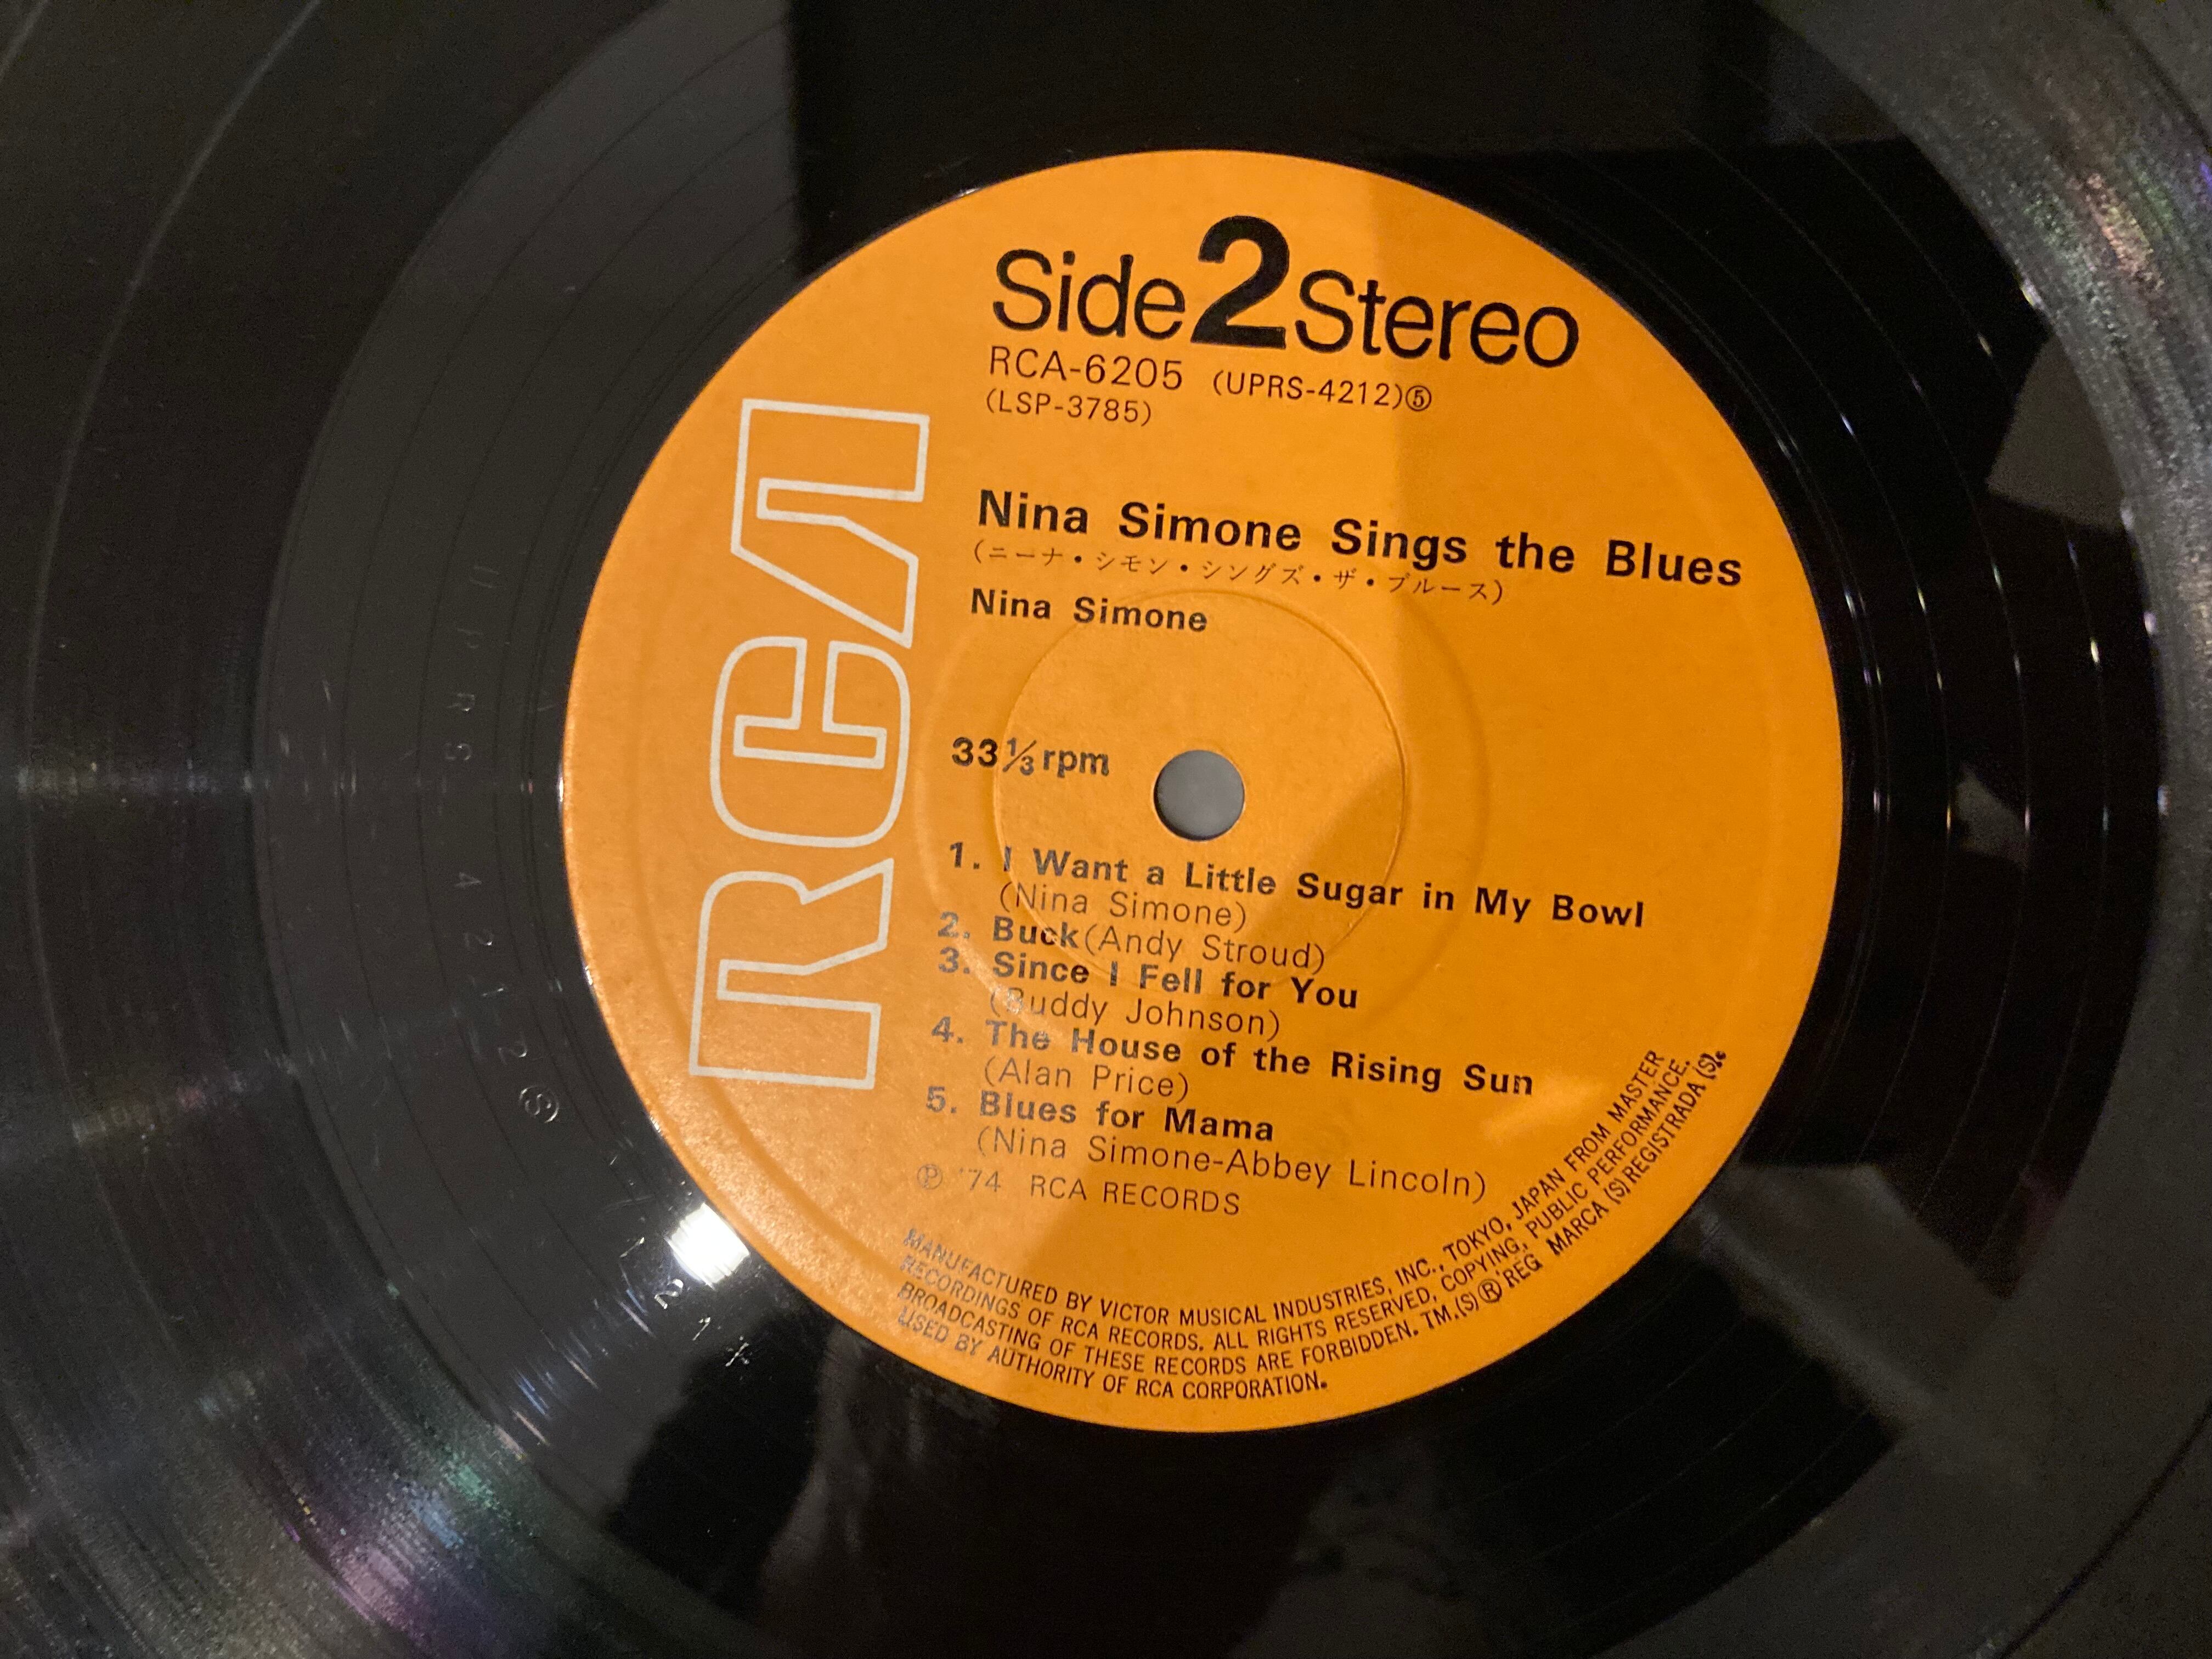 Side 2 Stereo
RCA-6205 (UPRS-4212)⑤
(LSP-3785)
RCA
Nina Simone Sings the Blues
(ニーナ・シモン・シングズ・ザ・ブルース)
Nina Simone
33⅓rpm
1. I Want a Little Sugar in My Bowl
(Nina Simone)
2. Buck(Andy Stroud)
3. Since I Fell for You
(Buddy Johnson)
4. The House of the Rising Sun
(Alan Price)
5. Blues for Mama
(Nina Simone-Abbey Lincoln)
Ⓟ '74 RCA RECORDS
MANUFACTURED BY VICTOR MUSICAL INDUSTRIES, INC., TOKYO, JAPAN FROM MASTER
RECORDINGS OF RCA RECORDS. ALL RIGHTS RESERVED, COPYING, PUBLIC PERFORMANCE,
BROADCASTING OF THESE RECORDS ARE FORBIDDEN. TM.(S)®REG MARCA (S) REGISTRADA (S).
USED BY AUTHORITY OF RCA CORPORATION.
UPRS 4212 Ⓢ